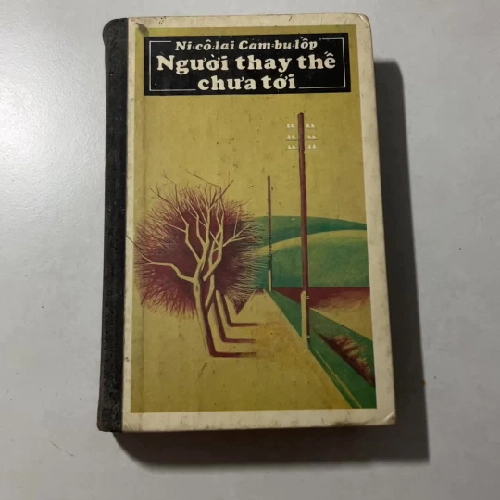 Ni-cô-lai Cam-bu-lốp
Người thay thế
chưa tới